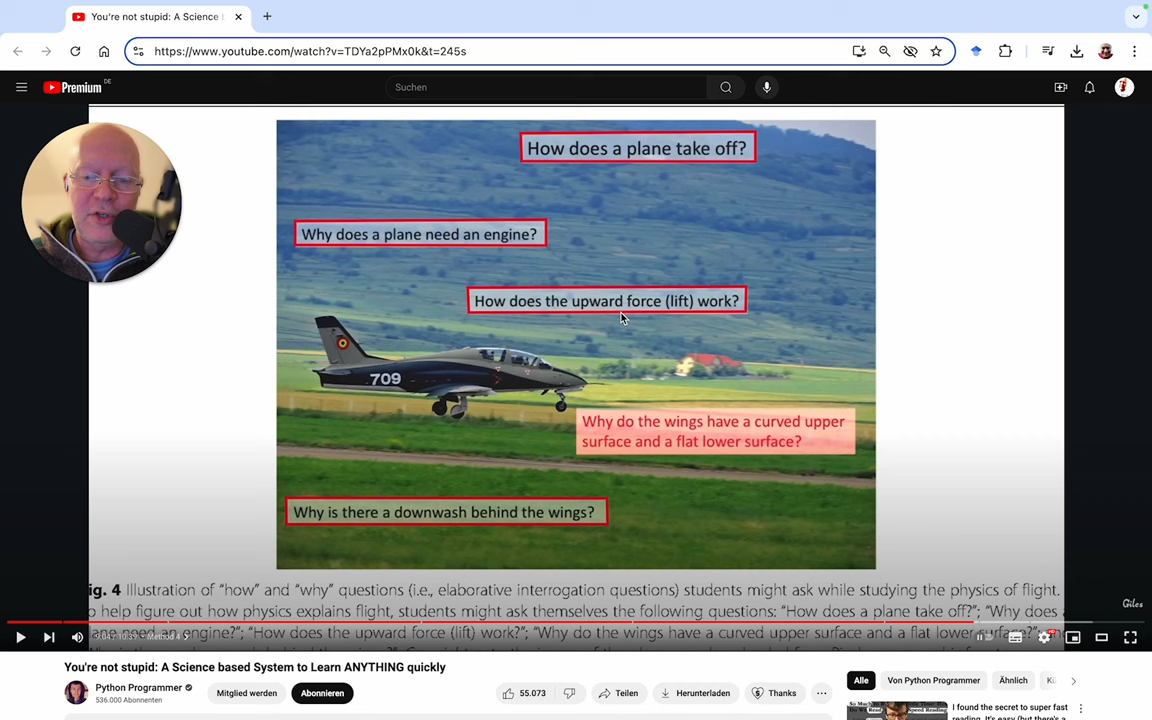 You're not stupid: A Science
https://www.youtube.com/watch?v=TDYa2pPMx0k&t=245s
Premium DE
Suchen
How does a plane take off?
Why does a plane need an engine?
How does the upward force (lift) work?
709
Why do the wings have a curved upper
surface and a flat lower surface?
Why is there a downwash behind the wings?
ig. 4 Illustration of “how” and “why” questions (i.e., elaborative interrogation questions) students might ask while studying the physics of flight.
Giles
o help figure out how physics explains flight, students might ask themselves the following questions: “How does a plane take off?”; “Why does
engine?”; “How does the upward force (lift) work?”; “Why do the wings have a curved upper surface and a flat lower surface?”;
You're not stupid: A Science based System to Learn ANYTHING quickly
Python Programmer
536.000 Abonnenten
Mitglied werden
Abonnieren
55.073
Teilen
Herunterladen
Thanks
Alle
Von Python Programmer
Ähnlich
I found the secret to super fast
reading. It's easy (but there's a